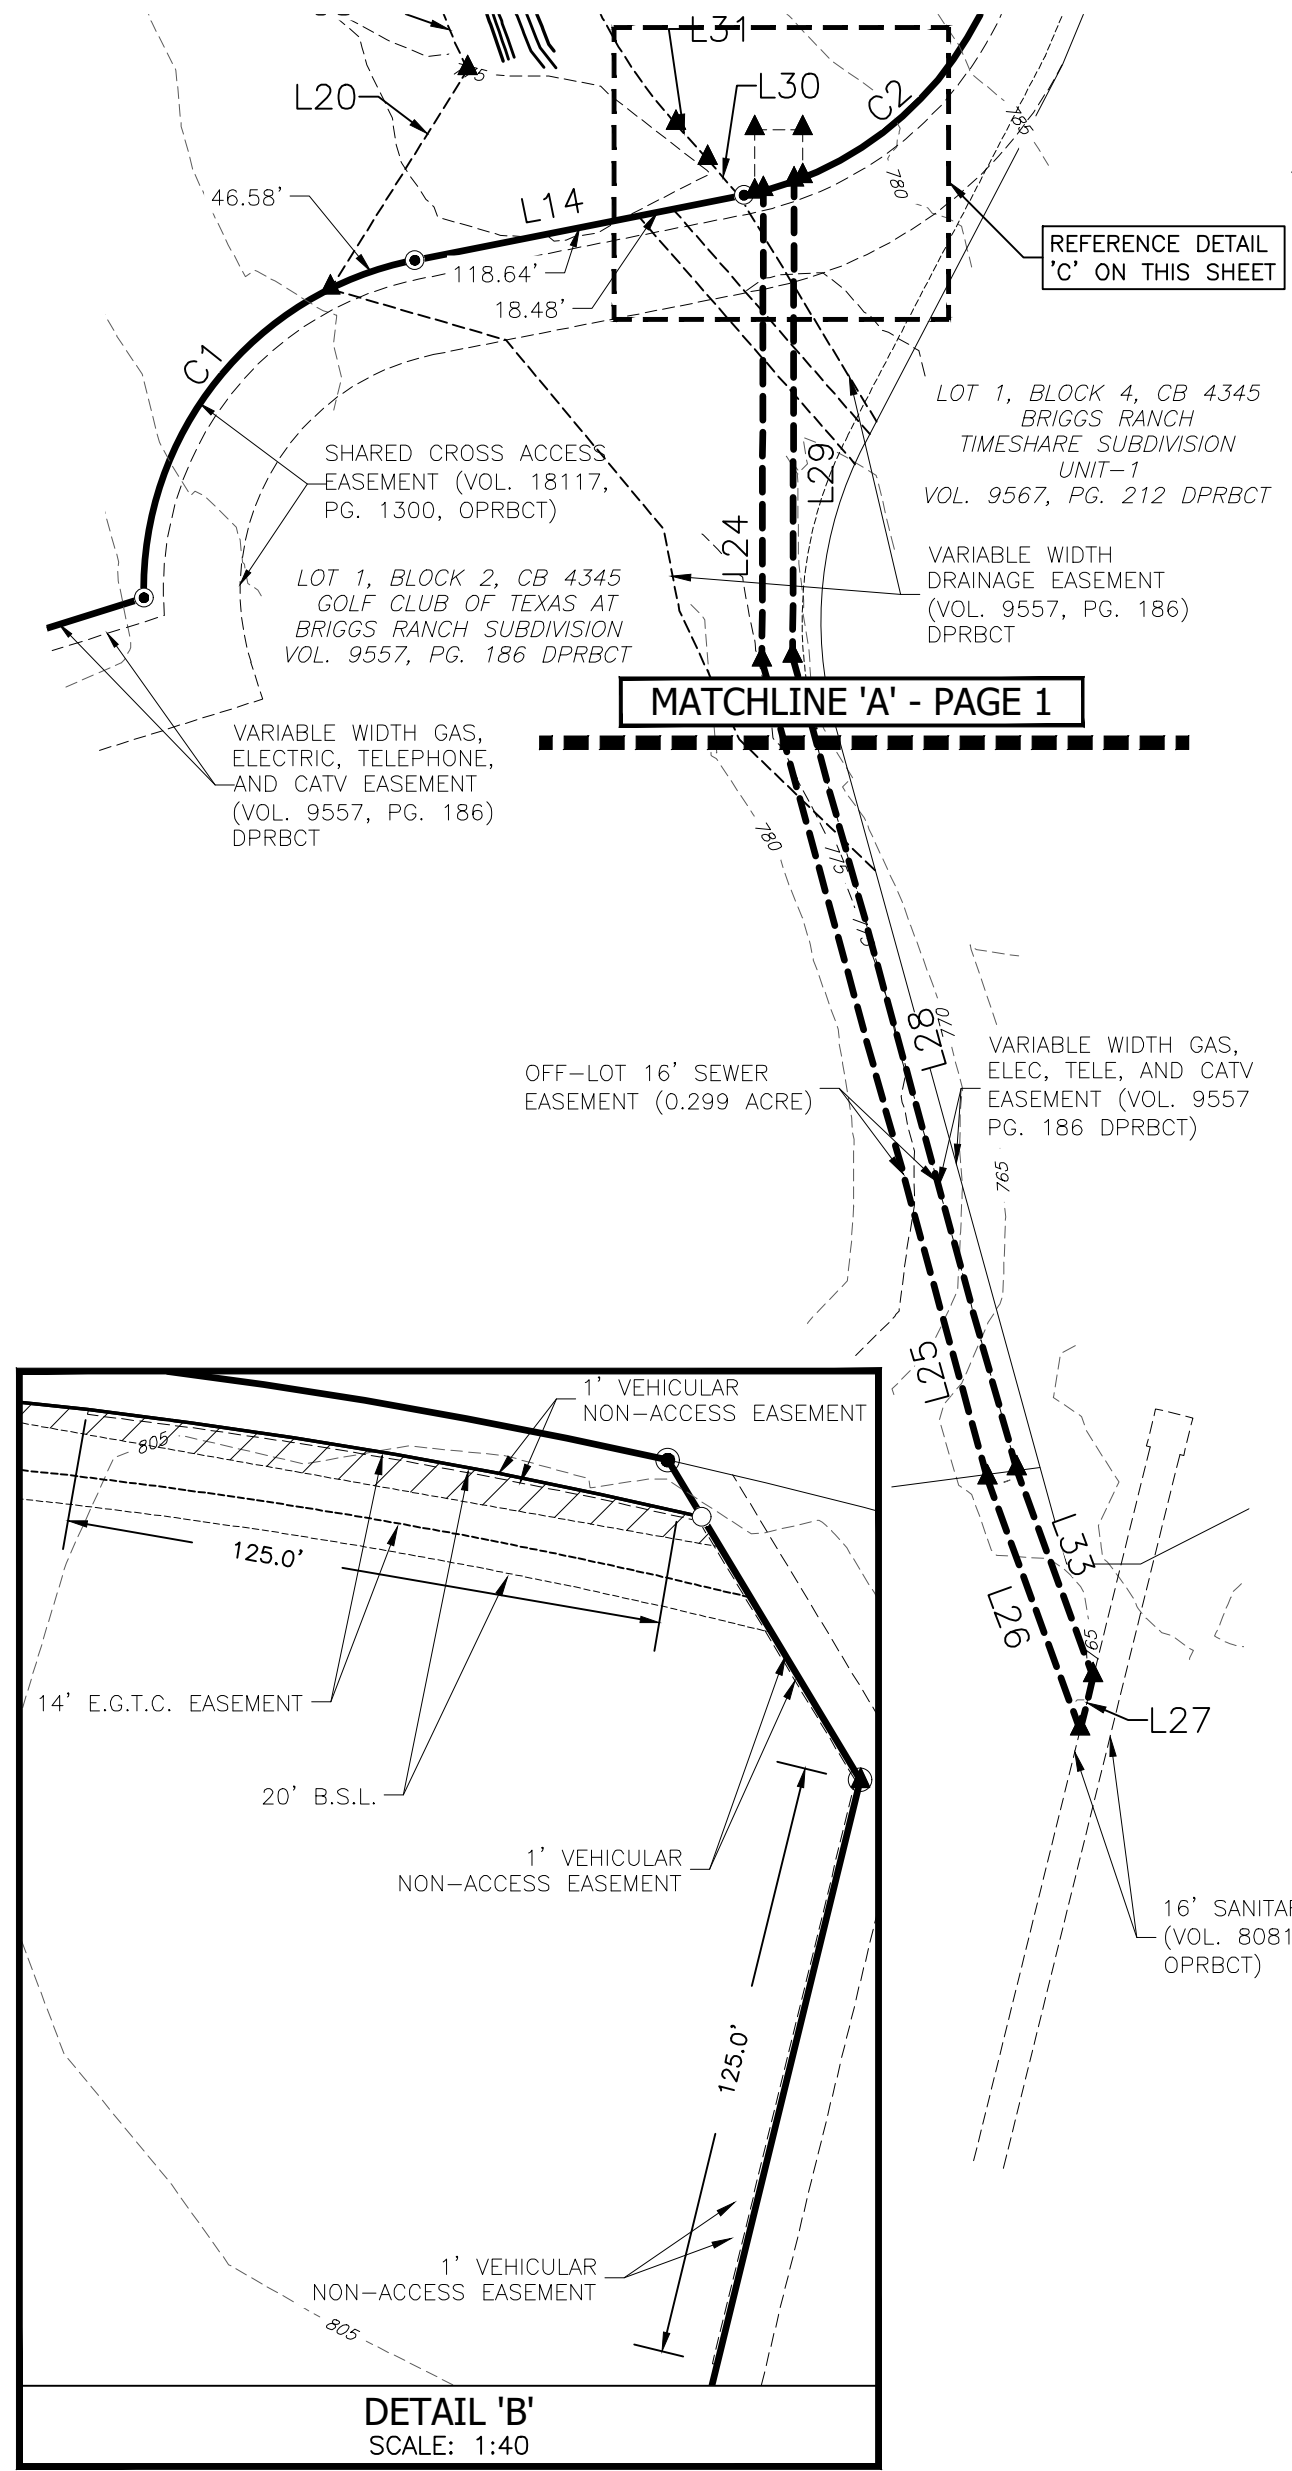 L31
775
L30
L20
C2
785
46.58'
L14
780
REFERENCE DETAIL
'C' ON THIS SHEET
118.64'
18.48'
C1
LOT 1, BLOCK 4, CB 4345
BRIGGS RANCH
TIMESHARE SUBDIVISION
UNIT-1
VOL. 9567, PG. 212 DPRBCT
SHARED CROSS ACCESS
EASEMENT (VOL. 18117,
PG. 1300, OPRBCT)
L29
L24
VARIABLE WIDTH
DRAINAGE EASEMENT
(VOL. 9557, PG. 186)
DPRBCT
LOT 1, BLOCK 2, CB 4345
GOLF CLUB OF TEXAS AT
BRIGGS RANCH SUBDIVISION
VOL. 9557, PG. 186 DPRBCT
MATCHLINE 'A' - PAGE 1
VARIABLE WIDTH GAS,
ELECTRIC, TELEPHONE,
AND CATV EASEMENT
(VOL. 9557, PG. 186)
DPRBCT
780
775
775
L28
770
OFF-LOT 16' SEWER
EASEMENT (0.299 ACRE)
VARIABLE WIDTH GAS,
ELEC, TELE, AND CATV
EASEMENT (VOL. 9557
PG. 186 DPRBCT)
765
L25
1' VEHICULAR
NON-ACCESS EASEMENT
805
125.0'
L33
L26
765
14' E.G.T.C. EASEMENT
L27
20' B.S.L.
1' VEHICULAR
NON-ACCESS EASEMENT
16' SANITAR
(VOL. 8081
OPRBCT)
125.0'
1' VEHICULAR
NON-ACCESS EASEMENT
805
DETAIL 'B'
SCALE: 1:40